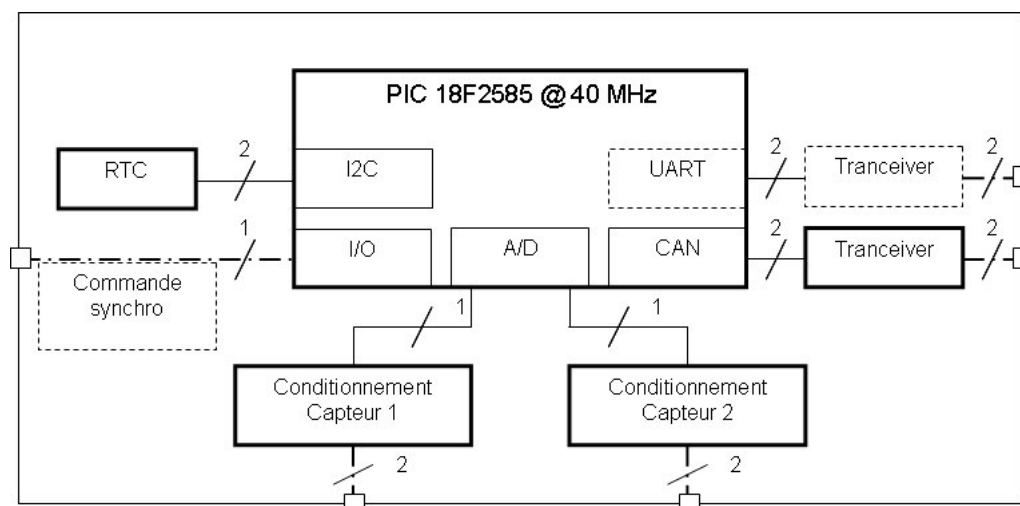 PIC 18F2585 @ 40 MHz
RTC
2
I2C
UART
2
Tranceiver
2
1
I/O
A/D
CAN
2
Tranceiver
2
Commande
synchro
1
1
Conditionnement
Capteur 1
Conditionnement
Capteur 2
2
2